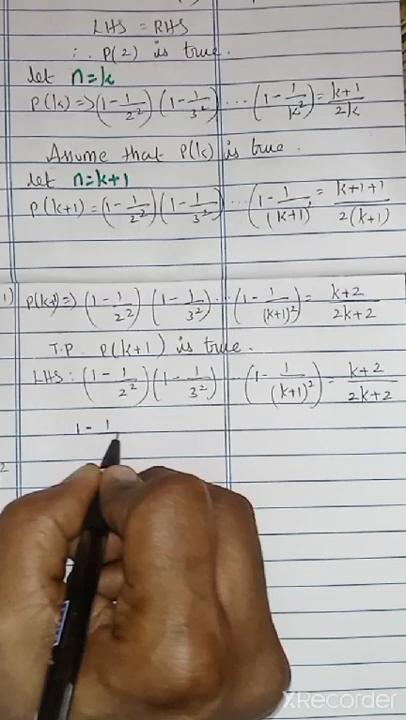 LHS = RHS
∴ P(2) is true.
let n=k
P(k) => (1 - 1/2²) (1 - 1/3²) ... (1 - 1/k²) = k+1/2k
Assume that P(k) is true.
let n=k+1
P(k+1) = (1 - 1/2²) (1 - 1/3²) ... (1 - 1/(k+1)² = k+1+1/2(k+1)
1) P(k+1) => (1 - 1/2²) (1 - 1/3²) ... (1 - 1/(k+1)²) = k+2/2k+2
T.P P(k+1) is true.
LHS: (1 - 1/2²) (1 - 1/3²) ... (1 - 1/(k+1)²) = k+2/2k+2
1 - 1
2
XRecorder